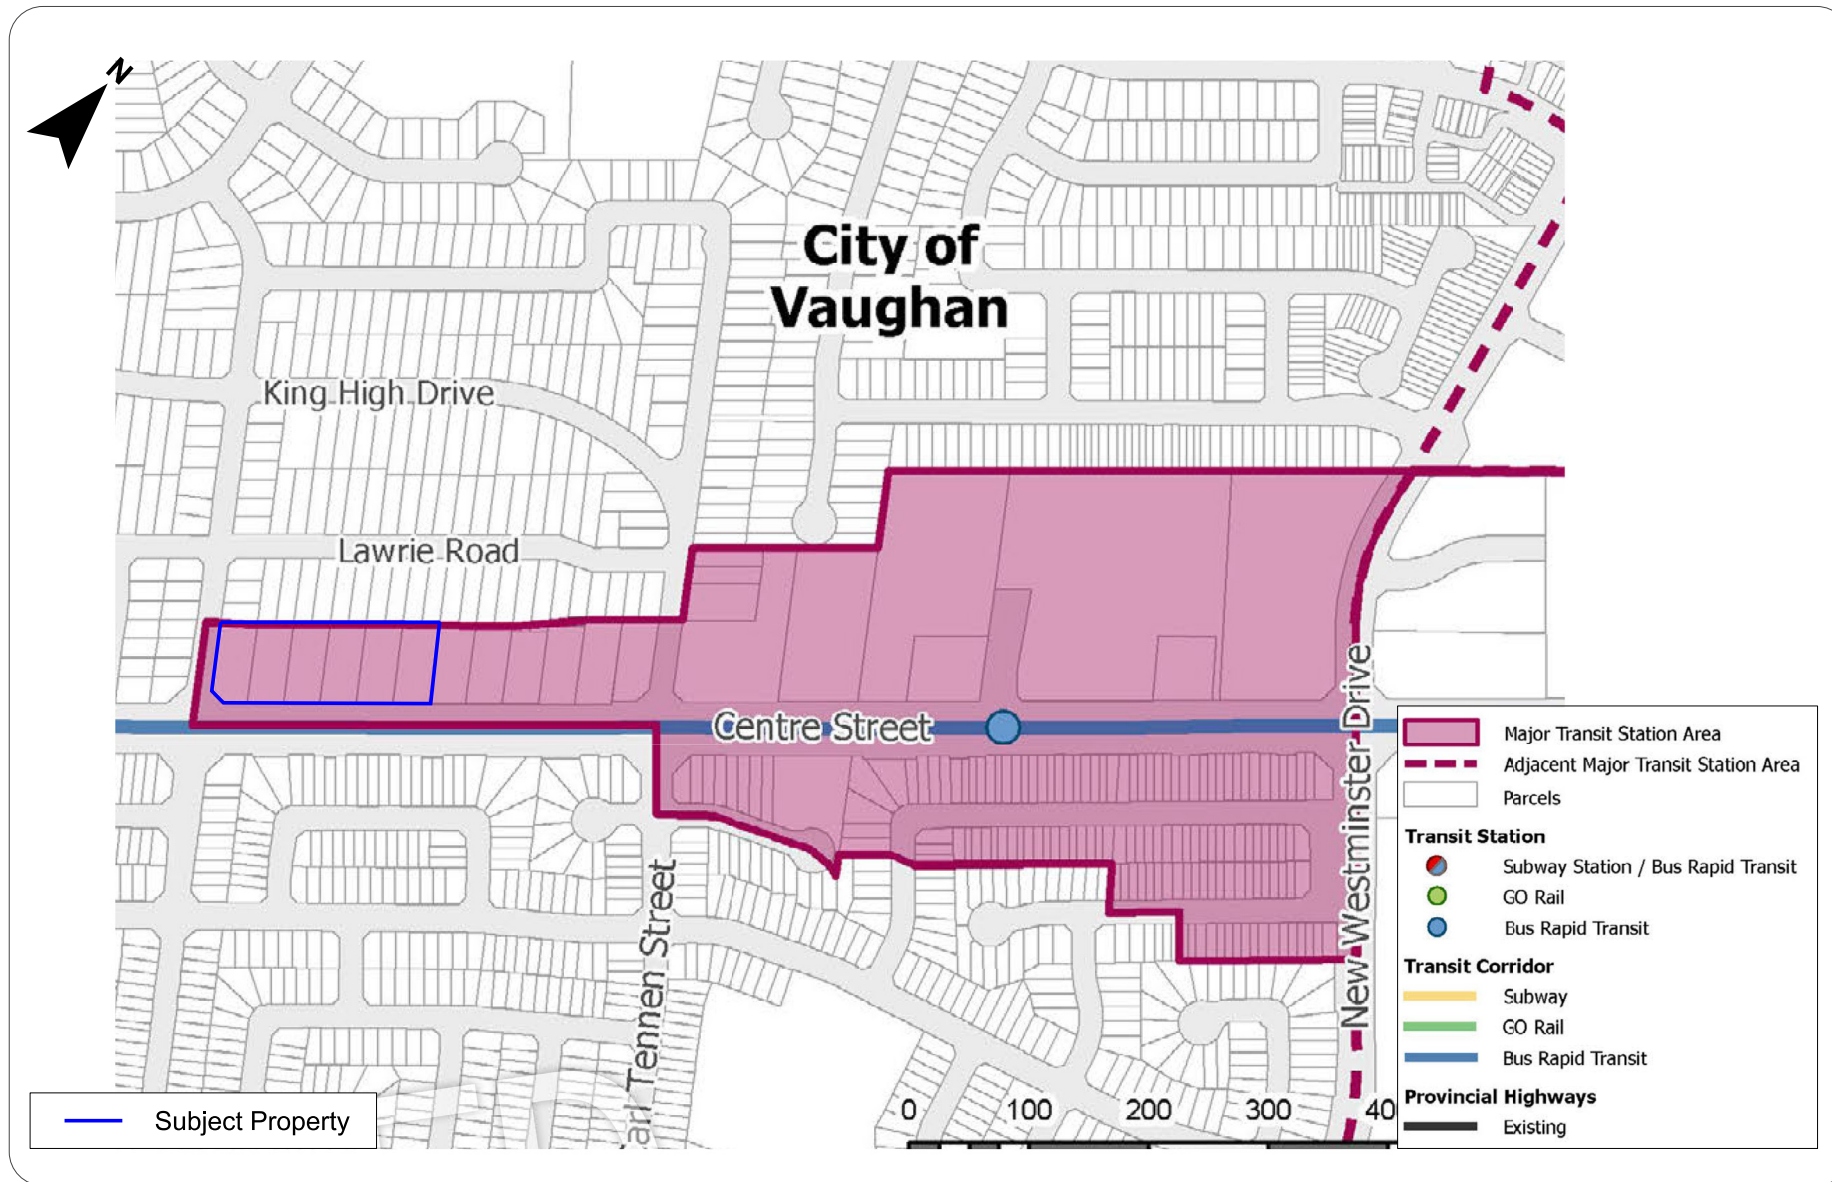 N
City of
Vaughan
King High Drive
Lawrie Road
Centre Street
New Westminster Drive
Tennen Street
Major Transit Station Area
Adjacent Major Transit Station Area
Parcels
Transit Station
Subway Station / Bus Rapid Transit
GO Rail
Bus Rapid Transit
Transit Corridor
Subway
GO Rail
Bus Rapid Transit
Provincial Highways
Existing
Subject Property
0 100 200 300